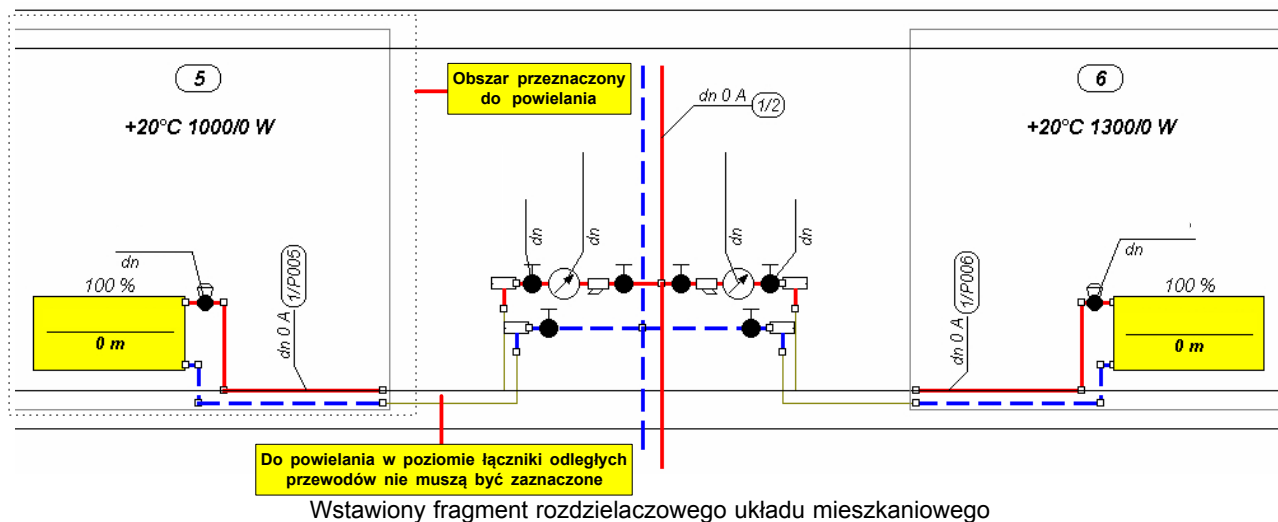 5
+20°C 1000/0 W
Obszar przeznaczony
do powielania
dn 0 A 1/2
6
+20°C 1300/0 W
dn
dn
dn
dn
dn
100 %
0 m
dn 0 A 1/P005
dn 0 A 1/P006
dn
100 %
0 m
Do powielania w poziomie łączniki odległych
przewodów nie muszą być zaznaczone
Wstawiony fragment rozdzielaczowego układu mieszkaniowego